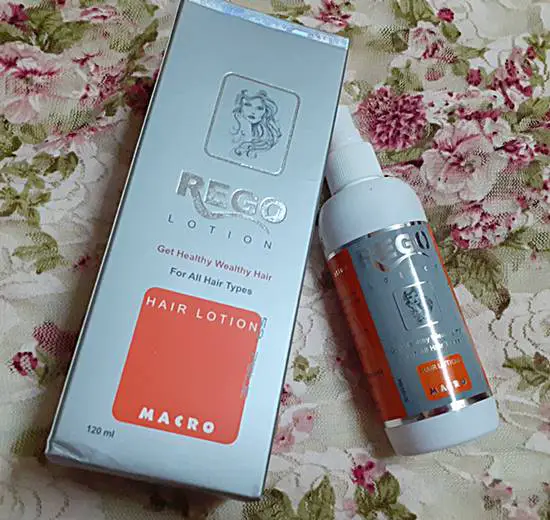 REGO
LOTION
Get Healthy Wealthy Hair
For All Hair Types
HAIR LOTION
MACRO
120 ml
REGO
LOTION
HAIR LOTION
MACRO